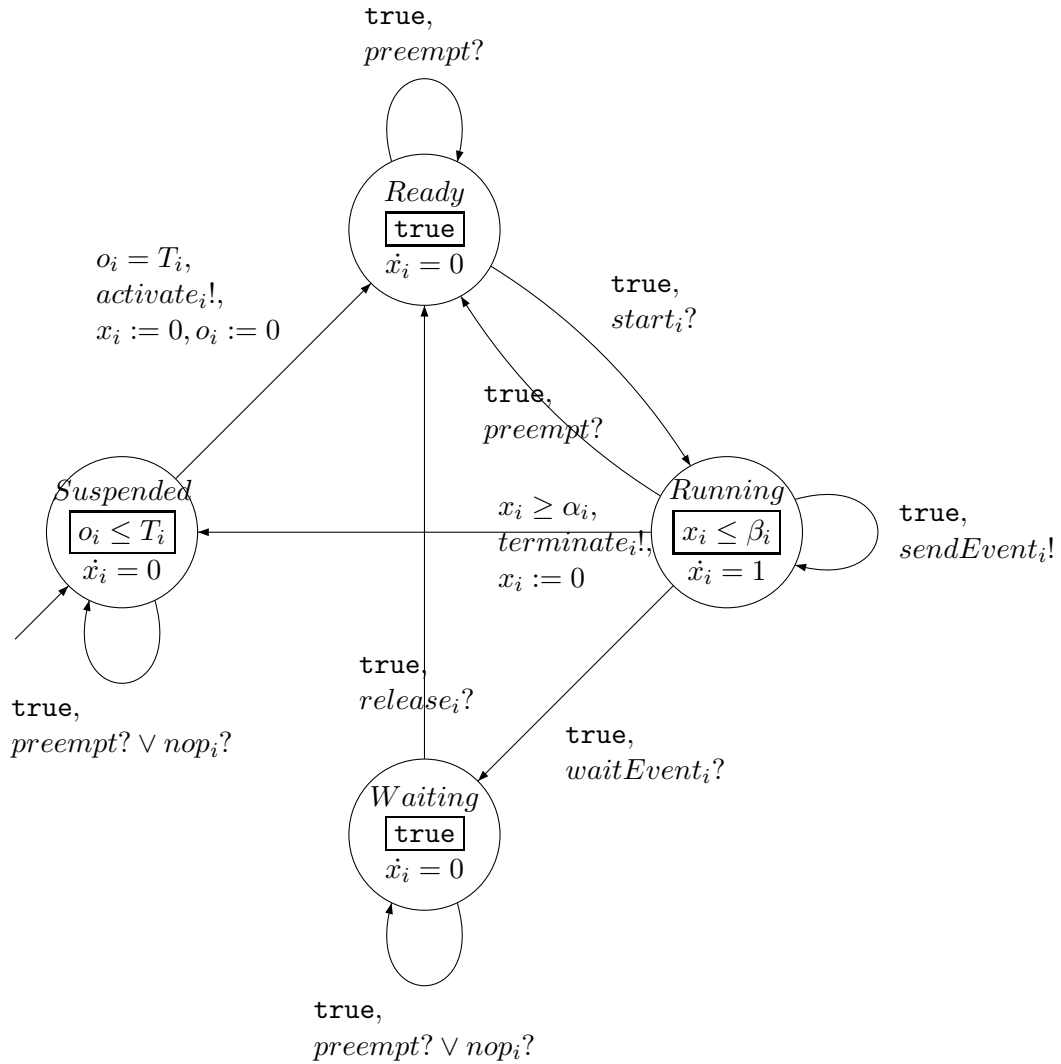 true,
preempt?
Ready
true
ẋᵢ = 0
oᵢ = Tᵢ,
activateᵢ!,
xᵢ := 0, oᵢ := 0
true,
startᵢ?
true,
preempt?
Suspended
oᵢ ≤ Tᵢ
ẋᵢ = 0
xᵢ ≥ αᵢ,
terminateᵢ!,
xᵢ := 0
Running
xᵢ ≤ βᵢ
ẋᵢ = 1
true,
sendEventᵢ!
true,
preempt? ∨ nopᵢ?
true,
releaseᵢ?
true,
waitEventᵢ?
Waiting
true
ẋᵢ = 0
true,
preempt? ∨ nopᵢ?